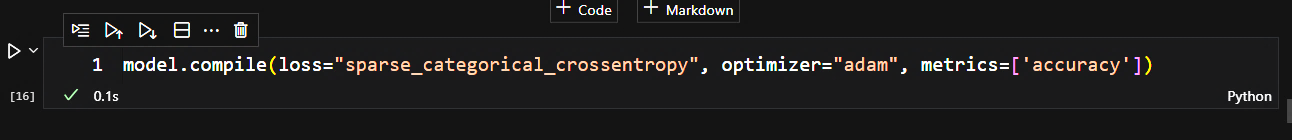 + Code + Markdown
1 model.compile(loss="sparse_categorical_crossentropy", optimizer="adam", metrics=['accuracy'])
[16] 0.1s Python